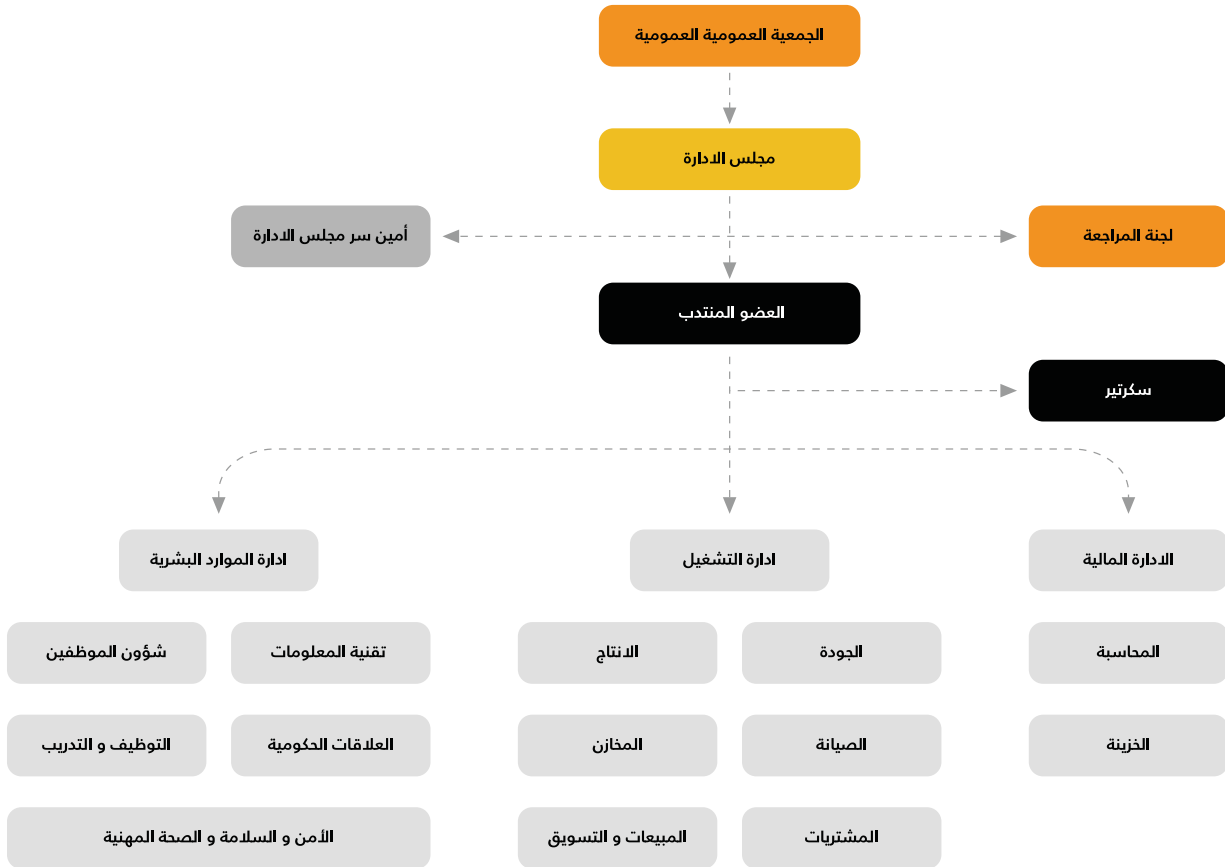 الجمعية العمومية العمومية
مجلس الادارة
لجنة المراجعة
أمين سر مجلس الادارة
العضو المنتدب
سكرتير
الادارة المالية
ادارة التشغيل
ادارة الموارد البشرية
المحاسبة
الجودة
الانتاج
تقنية المعلومات
شؤون الموظفين
الخزينة
الصيانة
المخازن
العلاقات الحكومية
التوظيف و التدريب
المشتريات
المبيعات و التسويق
الأمن و السلامة و الصحة المهنية